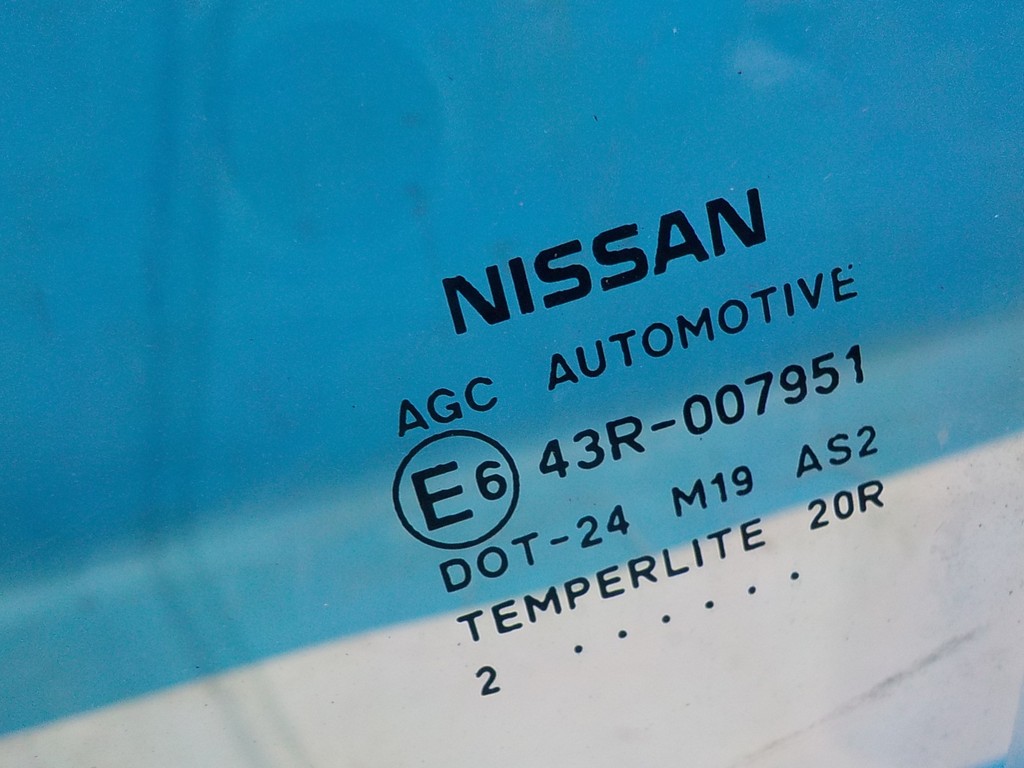 NISSAN
AGC AUTOMOTIVE
E6 43R-007951
DOT-24 M19 AS2
TEMPERLITE 20R
2 . . . . . .